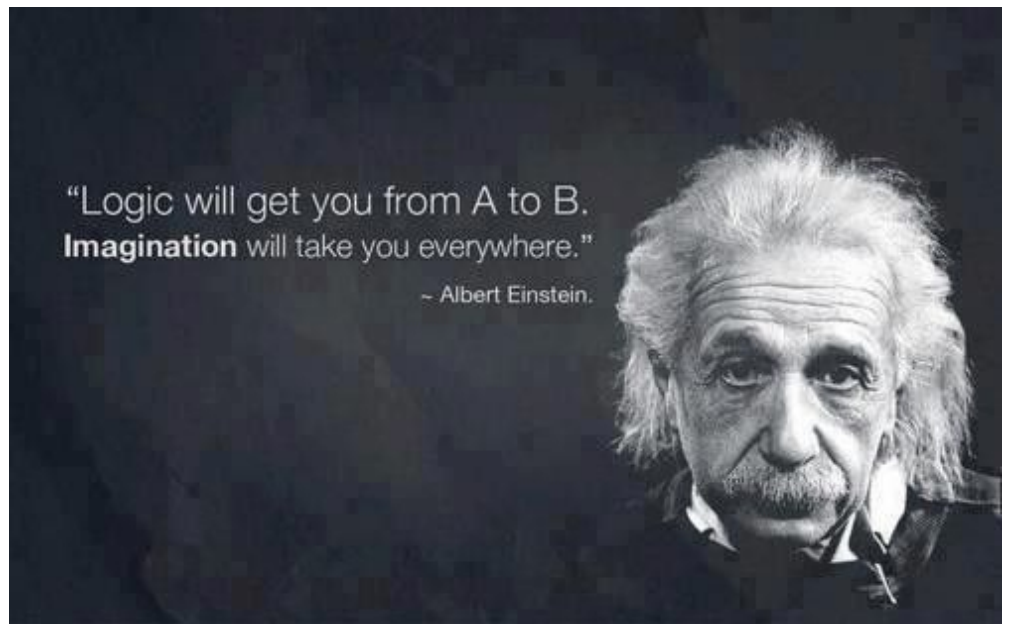 “Logic will get you from A to B.
Imagination will take you everywhere.”
~ Albert Einstein.